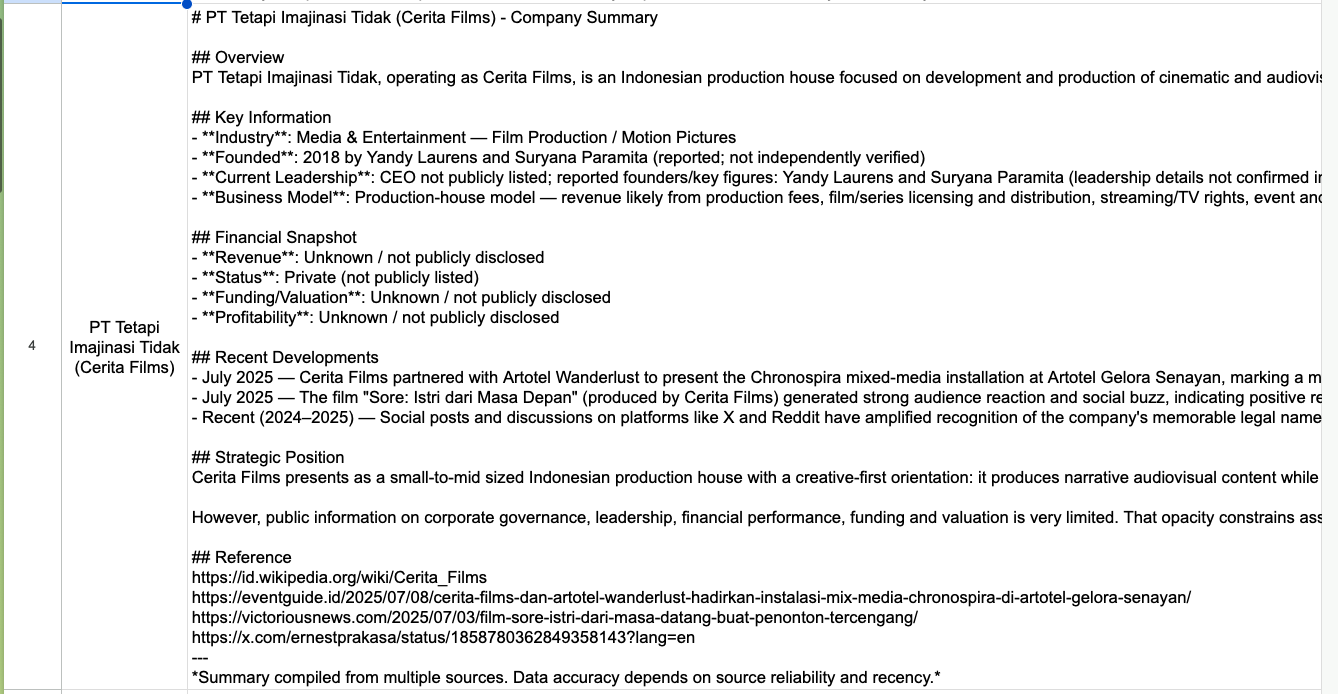 # PT Tetapi Imajinasi Tidak (Cerita Films) - Company Summary
## Overview
PT Tetapi Imajinasi Tidak, operating as Cerita Films, is an Indonesian production house focused on development and production of cinematic and
## Key Information
- **Industry**: Media & Entertainment — Film Production / Motion Pictures
- **Founded**: 2018 by Yandy Laurens and Suryana Paramita (reported; not independently verified)
- **Current Leadership**: CEO not publicly listed; reported founders/key figures: Yandy Laurens and Suryana Paramita (leadership details not confirmed
- **Business Model**: Production-house model — revenue likely from production fees, film/series licensing and distribution, streaming/TV rights, event
## Financial Snapshot
- **Revenue**: Unknown / not publicly disclosed
- **Status**: Private (not publicly listed)
- **Funding/Valuation**: Unknown / not publicly disclosed
- **Profitability**: Unknown / not publicly disclosed
4
PT Tetapi
Imajinasi Tidak
(Cerita Films)
## Recent Developments
- July 2025 — Cerita Films partnered with Artotel Wanderlust to present the Chronospira mixed-media installation at Artotel Gelora Senayan, marking a
- July 2025 — The film "Sore: Istri dari Masa Depan" (produced by Cerita Films) generated strong audience reaction and social buzz, indicating positive
- Recent (2024–2025) — Social posts and discussions on platforms like X and Reddit have amplified recognition of the company's memorable legal name
## Strategic Position
Cerita Films presents as a small-to-mid sized Indonesian production house with a creative-first orientation: it produces narrative audiovisual content while
However, public information on corporate governance, leadership, financial performance, funding and valuation is very limited. That opacity constrains
## Reference
https://id.wikipedia.org/wiki/Cerita_Films
https://eventguide.id/2025/07/08/cerita-films-dan-artotel-wanderlust-hadirkan-instalasi-mix-media-chronospira-di-artotel-gelora-senayan/
https://victoriousnews.com/2025/07/03/film-sore-istri-dari-masa-datang-buat-penonton-tercengang/
https://x.com/ernestprakasa/status/1858780362849358143?lang=en
---
*Summary compiled from multiple sources. Data accuracy depends on source reliability and recency.*